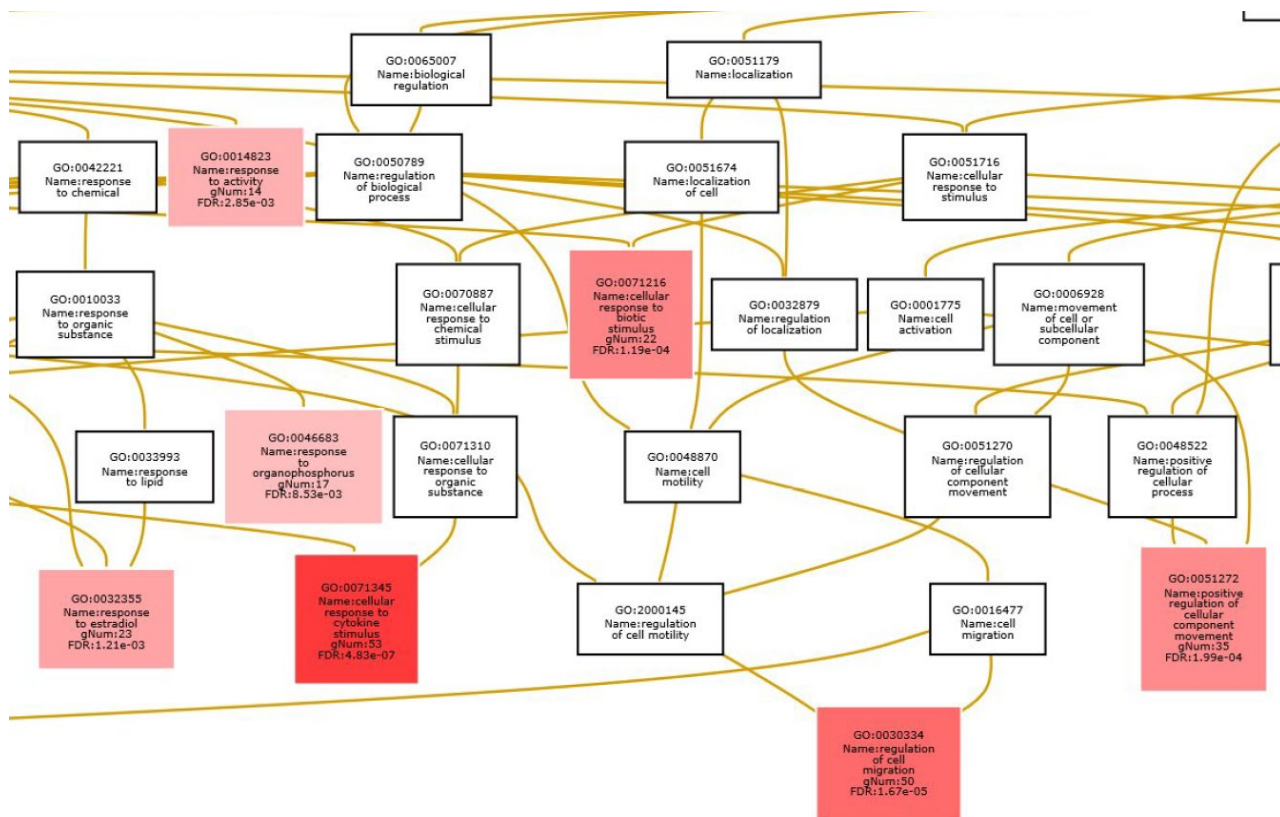 GO:0065007
Name:biological
regulation
GO:0051179
Name:localization
GO:0042221
Name:response
to chemical
GO:0014823
Name:response
to activity
gNum:14
FDR:2.85e-03
GO:0050789
Name:regulation
of biological
process
GO:0051674
Name:localization
of cell
GO:0051716
Name:cellular
response to
stimulus
GO:0010033
Name:response
to organic
substance
GO:0070887
Name:cellular
response to
chemical
stimulus
GO:0071216
Name:cellular
response to
biotic
stimulus
gNum:22
FDR:1.19e-04
GO:0032879
Name:regulation
of localization
GO:0001775
Name:cell
activation
GO:0006928
Name:movement
of cell or
subcellular
component
GO:0033993
Name:response
to lipid
GO:0046683
Name:response
to
organophosphorus
gNum:17
FDR:8.53e-03
GO:0071310
Name:cellular
response to
organic
substance
GO:0048870
Name:cell
motility
GO:0051270
Name:regulation
of cellular
component
movement
GO:0048522
Name:positive
regulation of
cellular
process
GO:0032355
Name:response
to estradiol
gNum:23
FDR:1.21e-03
GO:0071345
Name:cellular
response to
cytokine
stimulus
gNum:53
FDR:4.83e-07
GO:2000145
Name:regulation
of cell motility
GO:0016477
Name:cell
migration
GO:0051272
Name:positive
regulation of
cellular
component
movement
gNum:35
FDR:1.99e-04
GO:0030334
Name:regulation
of cell
migration
gNum:50
FDR:1.67e-05